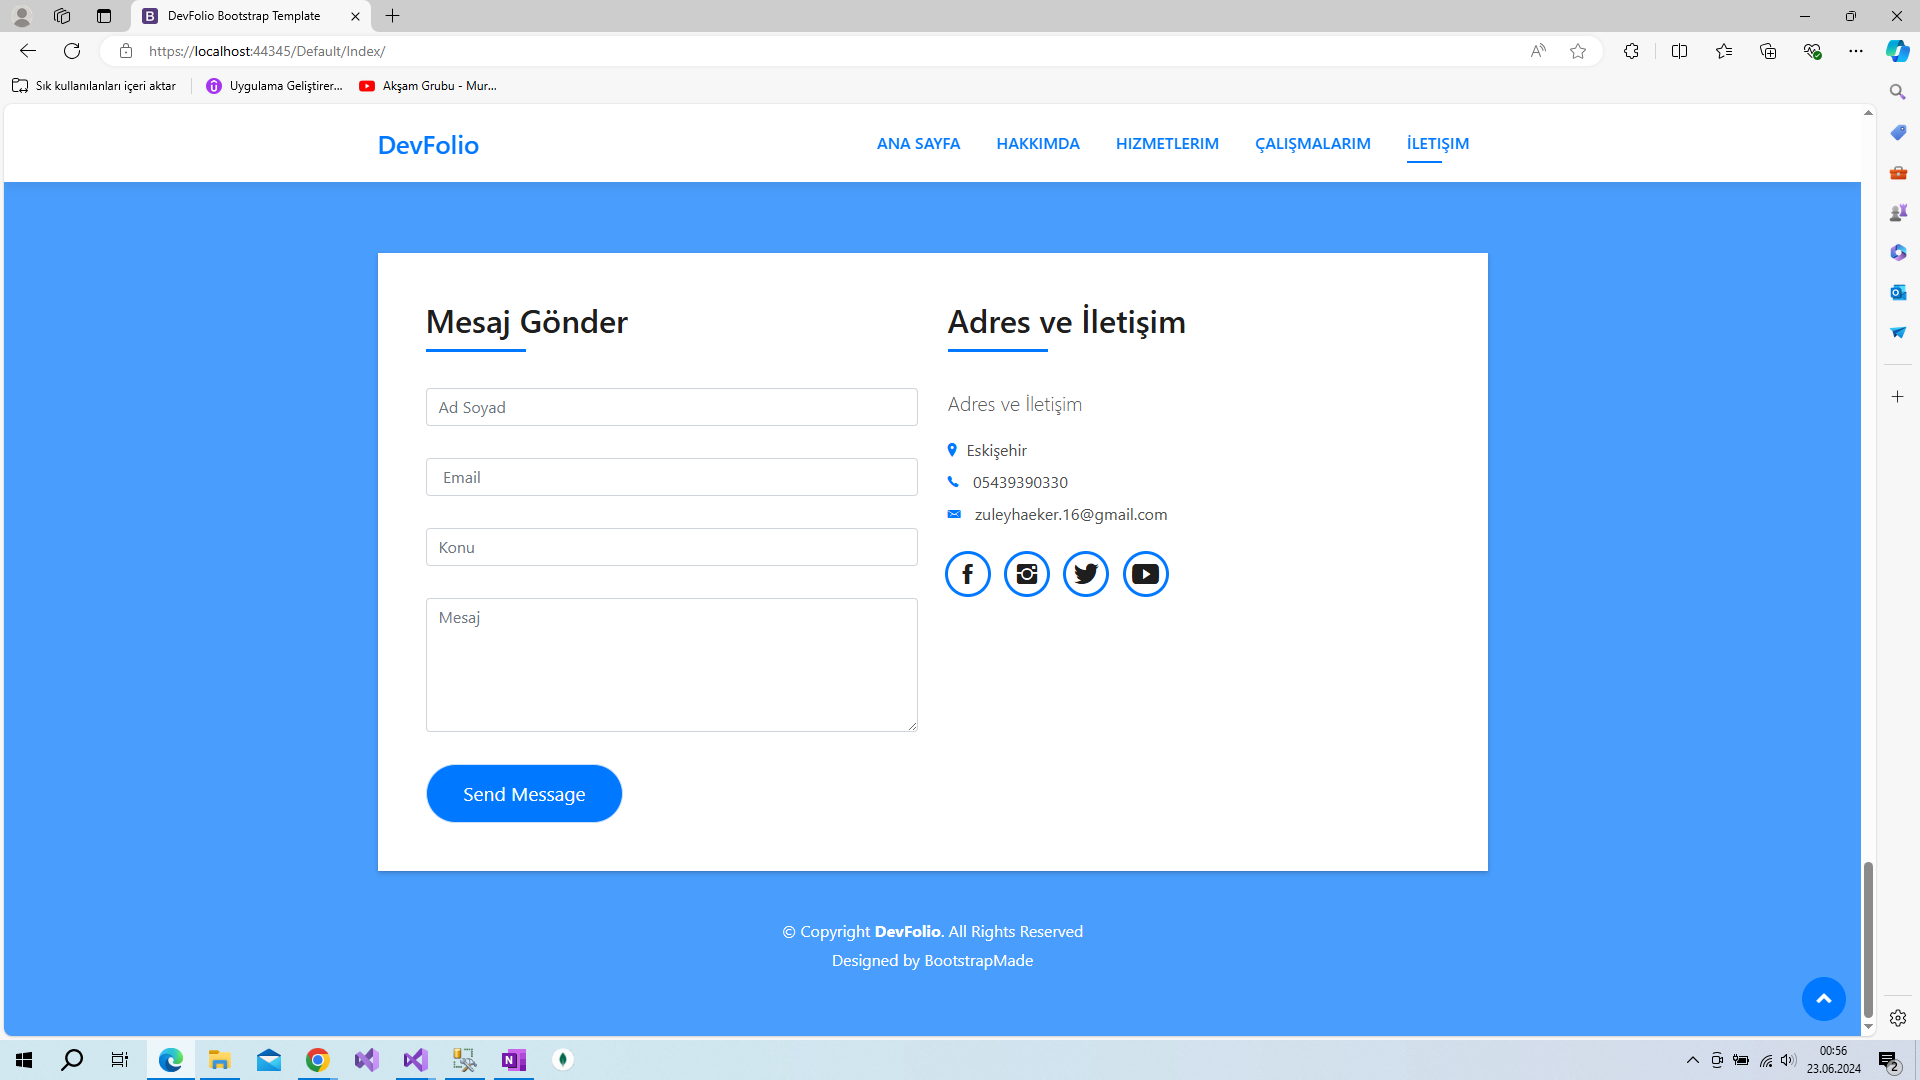 DevFolio Bootstrap Template
https://localhost:44345/Default/Index/
Sık kullanılanları içeri aktar
Uygulama Geliştirer...
Akşam Grubu - Mur...
DevFolio
ANA SAYFA
HAKKIMDA
HIZMETLERIM
ÇALIŞMALARIM
İLETIŞIM
Mesaj Gönder
Ad Soyad
Email
Konu
Mesaj
Send Message
Adres ve İletişim
Adres ve İletişim
Eskişehir
05439390330
zuleyhaeker.16@gmail.com
© Copyright DevFolio. All Rights Reserved
Designed by BootstrapMade
00:56
23.06.2024
2